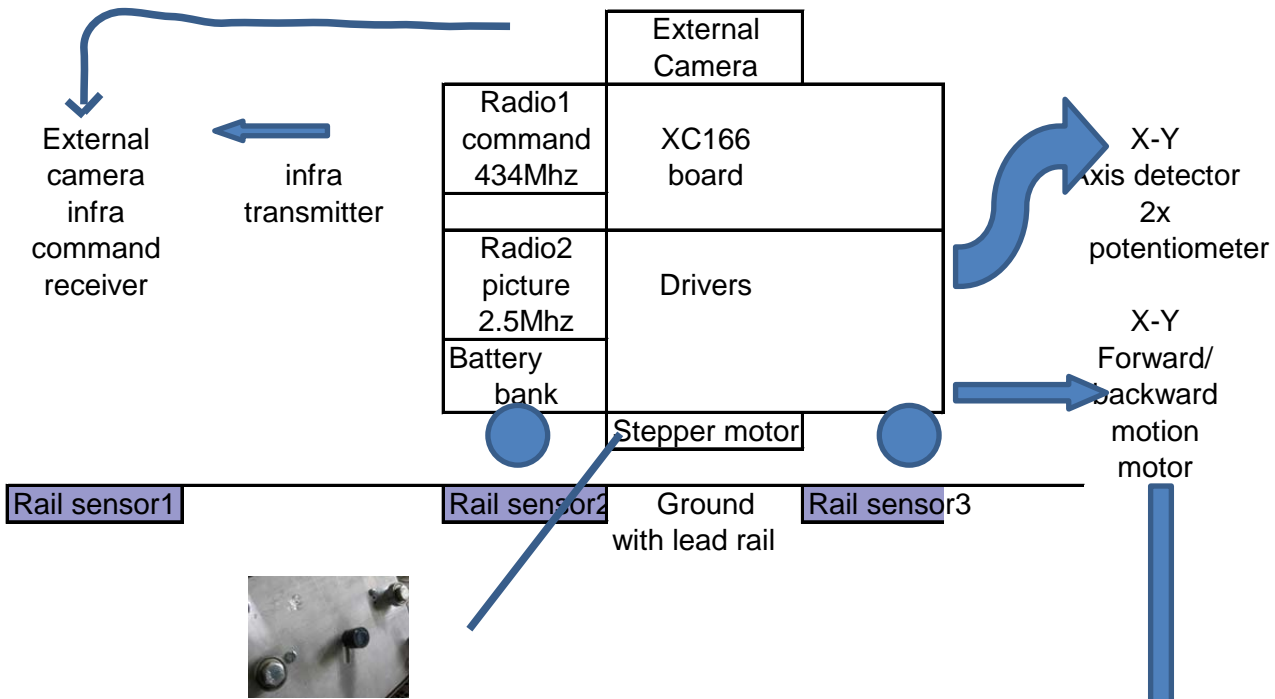 External
Camera
Radio1
command
434Mhz
XC166
board
External
camera
infra
command
receiver
infra
transmitter
X-Y
Axis detector
2x
potentiometer
Radio2
picture
2.5Mhz
Drivers
Battery
bank
X-Y
Forward/
backward
motion
motor
Stepper motor
Rail sensor1
Rail sensor2
Ground
with lead rail
Rail sensor3